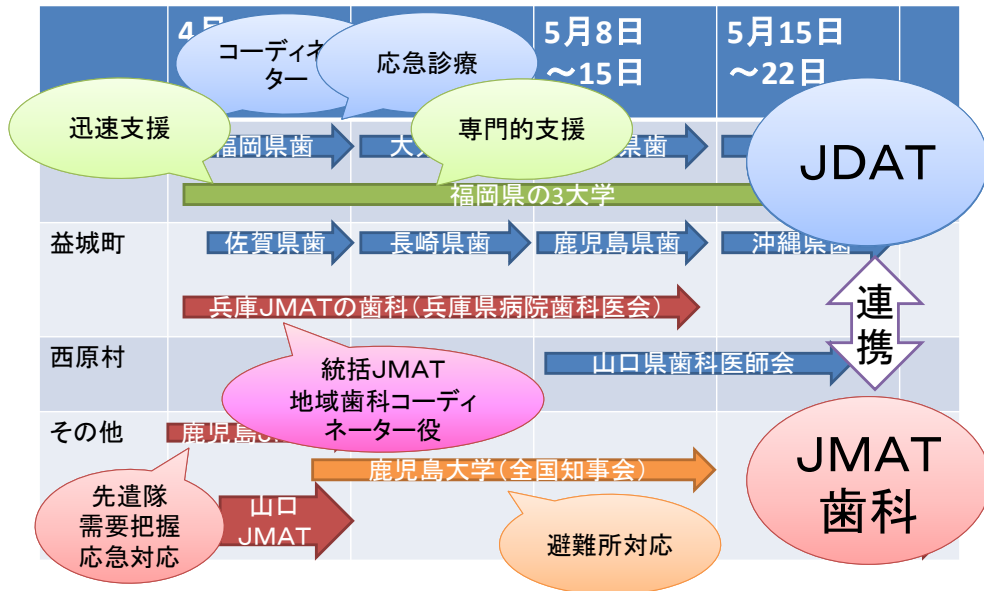 4月
5月8日
～15日
5月15日
～22日
コーディネ
ター
応急診療
迅速支援
専門的支援
福岡県歯
県歯
JDAT
福岡県の3大学
益城町
佐賀県歯
長崎県歯
鹿児島県歯
沖縄県歯
兵庫JMATの歯科（兵庫県病院歯科医会）
連
携
西原村
山口県歯科医師会
統括JMAT
地域歯科コーディ
ネーター役
その他
鹿児島
鹿児島大学（全国知事会）
JMAT
歯科
先遣隊
需要把握
応急対応
山口
JMAT
避難所対応